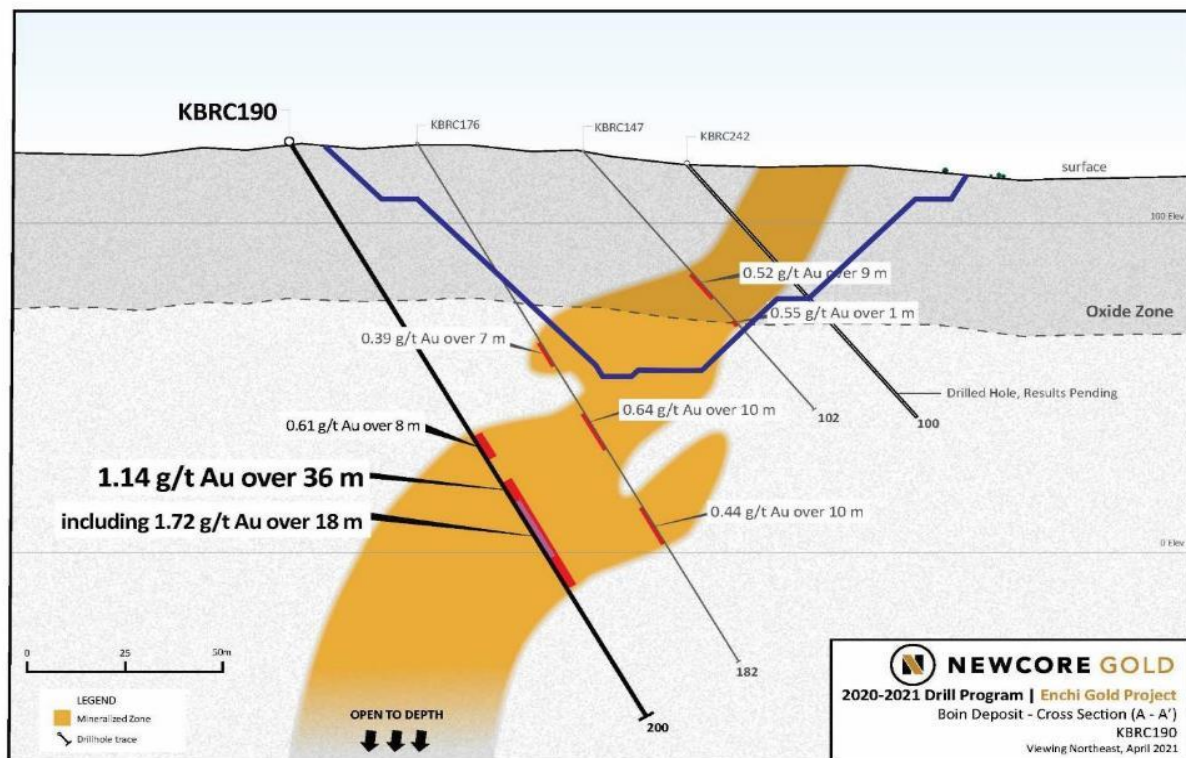 KBRC190
KBRC176
KBRC147
KBRC242
surface
100 Elev
0.52 g/t Au over 9 m
0.55 g/t Au over 1 m
Oxide Zone
0.39 g/t Au over 7 m
Drilled Hole, Results Pending
0.64 g/t Au over 10 m
102
100
0.61 g/t Au over 8 m
1.14 g/t Au over 36 m
including 1.72 g/t Au over 18 m
0.44 g/t Au over 10 m
0 Elev
0 25 50m
182
LEGEND
Mineralized Zone
Drillhole trace
OPEN TO DEPTH
200
N NEWCORE GOLD
2020-2021 Drill Program | Enchi Gold Project
Boin Deposit - Cross Section (A - A')
KBRC190
Viewing Northeast, April 2021